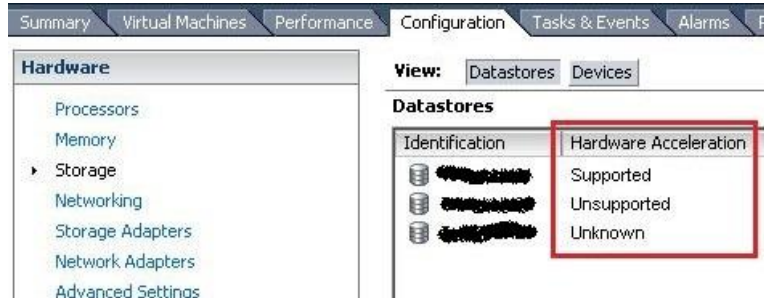 Summary Virtual Machines Performance Configuration Tasks & Events Alarms
Hardware
Processors
Memory
Storage
Networking
Storage Adapters
Network Adapters
Advanced Settings
View: Datastores Devices
Datastores
Identification Hardware Acceleration
Supported
Unsupported
Unknown